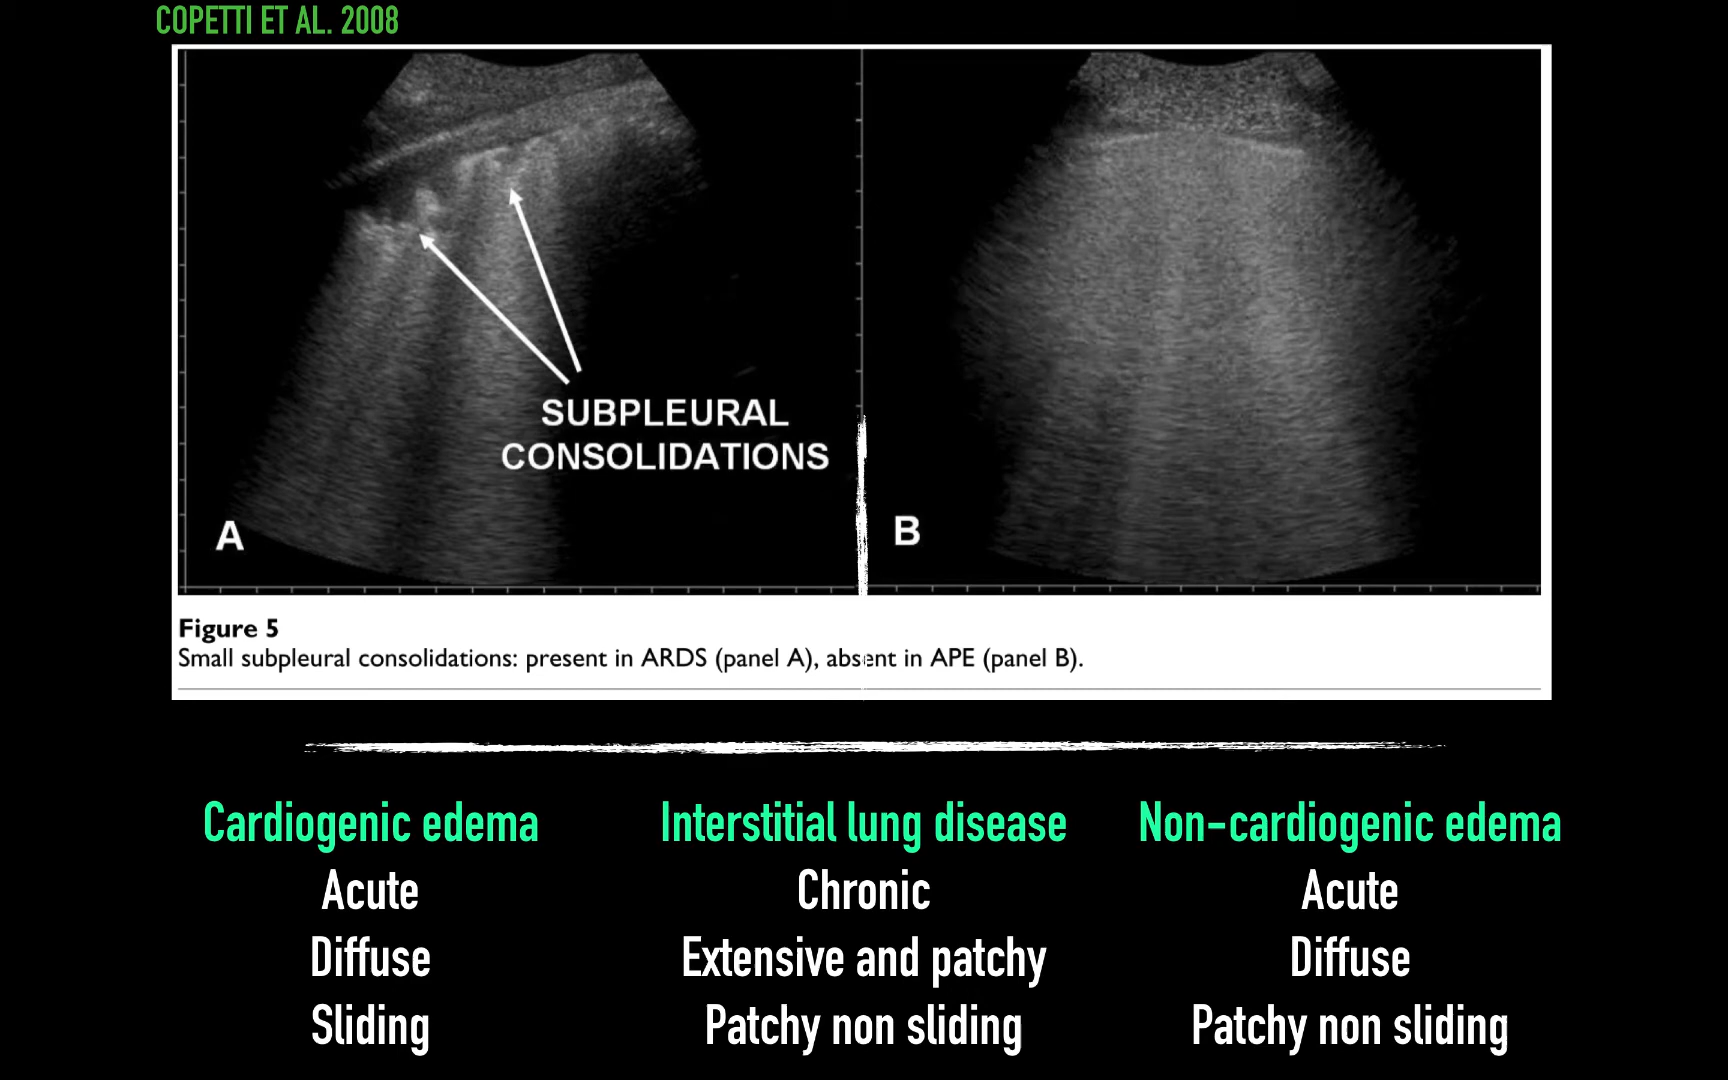 COPETTI ET AL. 2008
SUBPLEURAL
CONSOLIDATIONS
A
B
Figure 5
Small subpleural consolidations: present in ARDS (panel A), absent in APE (panel B).
Cardiogenic edema
Acute
Diffuse
Sliding
Interstitial lung disease
Chronic
Extensive and patchy
Patchy non sliding
Non-cardiogenic edema
Acute
Diffuse
Patchy non sliding